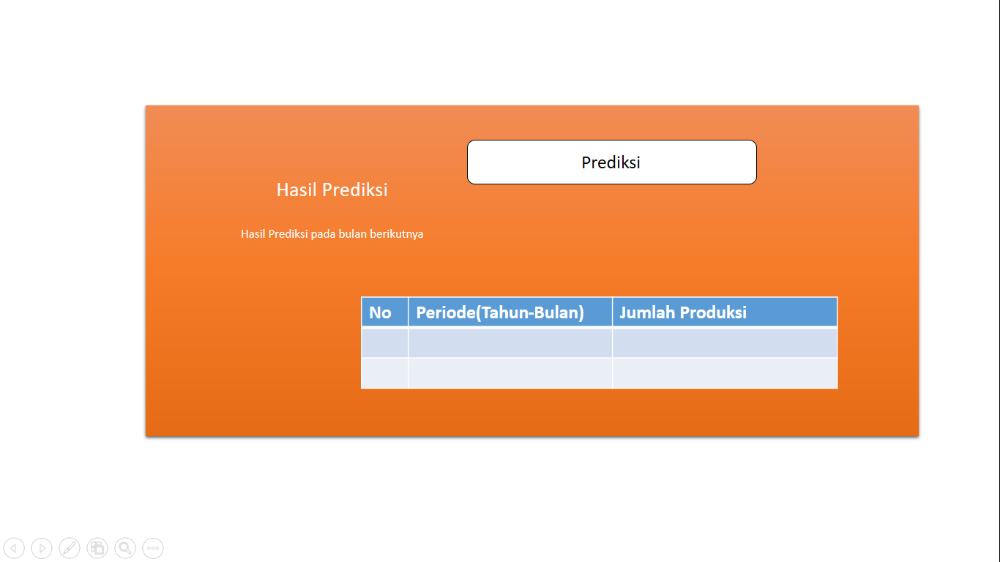 Prediksi
Hasil Prediksi
Hasil Prediksi pada bulan berikutnya
No Periode(Tahun-Bulan) Jumlah Produksi